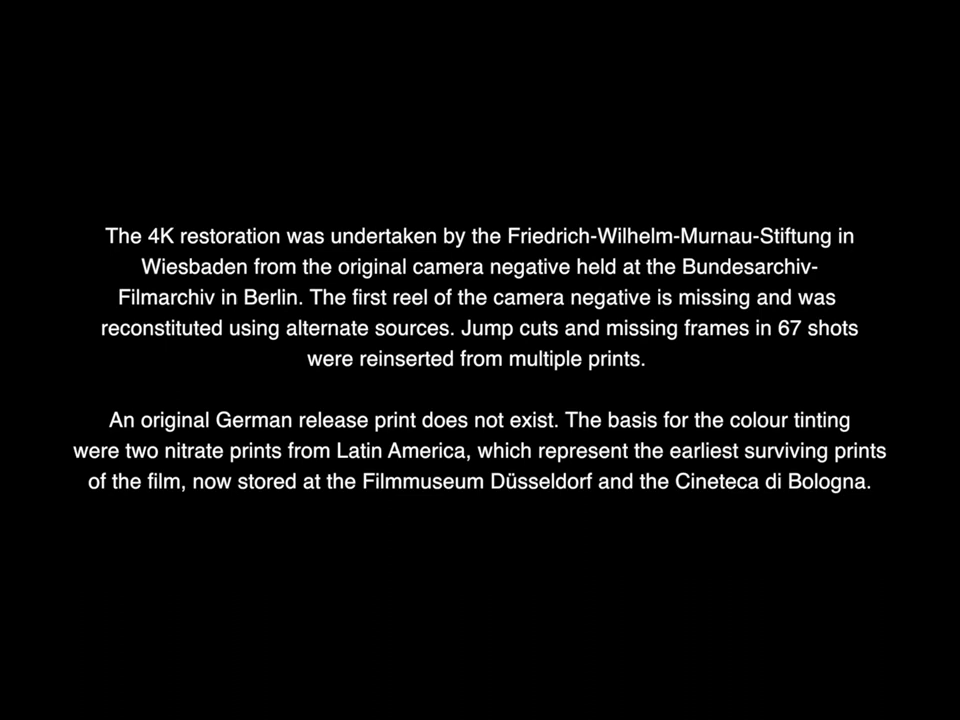 The 4K restoration was undertaken by the Friedrich-Wilhelm-Murnau-Stiftung in
Wiesbaden from the original camera negative held at the Bundesarchiv-
Filmarchiv in Berlin. The first reel of the camera negative is missing and was
reconstituted using alternate sources. Jump cuts and missing frames in 67 shots
were reinserted from multiple prints.
An original German release print does not exist. The basis for the colour tinting
were two nitrate prints from Latin America, which represent the earliest surviving prints
of the film, now stored at the Filmmuseum Düsseldorf and the Cineteca di Bologna.